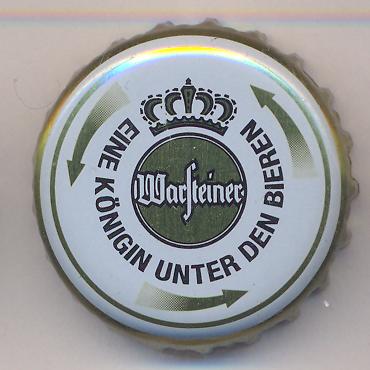 Warsteiner
EINE KÖNIGIN UNTER DEN BIEREN